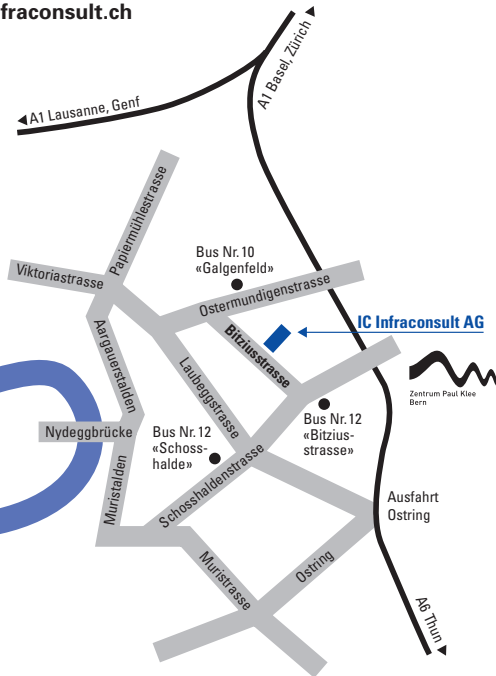 fraconsult.ch
A1 Basel, Zürich
A1 Lausanne, Genf
Papiermühlestrasse
Bus Nr. 10
«Galgenfeld»
Viktoriastrasse
Ostermundigenstrasse
IC Infraconsult AG
Bitziusstrasse
Aargauerstalden
Laubeggstrasse
Zentrum Paul Klee
Bern
Nydeggbrücke
Bus Nr. 12
«Schoss-
halde»
Bus Nr. 12
«Bitzius-
strasse»
Schosshaldenstrasse
Muristalden
Ausfahrt
Ostring
Muristrasse
Ostring
A6 Thun